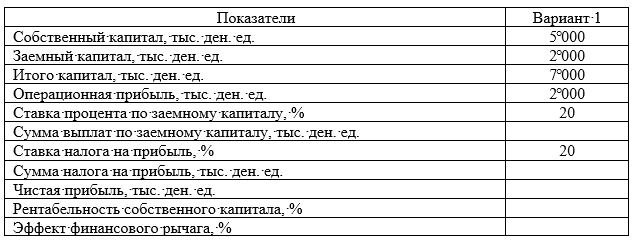 Показатели Вариант 1
Собственный капитал, тыс. ден. ед. 5 000
Заемный капитал, тыс. ден. ед. 2 000
Итого капитал, тыс. ден. ед. 7 000
Операционная прибыль, тыс. ден. ед. 2 000
Ставка процента по заемному капиталу, % 20
Сумма выплат по заемному капиталу, тыс. ден. ед.
Ставка налога на прибыль, % 20
Сумма налога на прибыль, тыс. ден. ед.
Чистая прибыль, тыс. ден. ед.
Рентабельность собственного капитала, %
Эффект финансового рычага, %